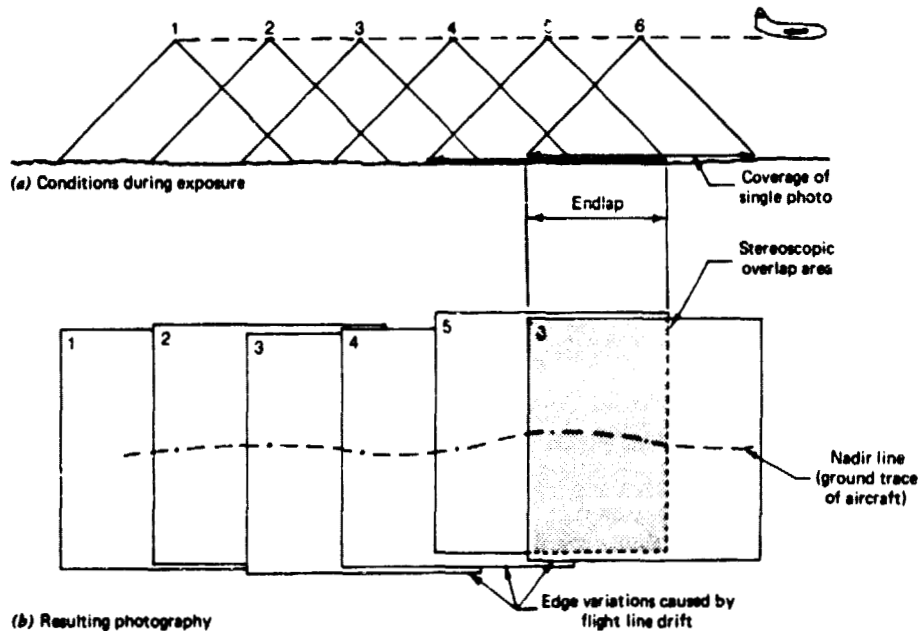 1 2 3 4 5 6
(a) Conditions during exposure
Coverage of
single photo
Endlap
Stereoscopic
overlap area
1
2
3
4
5
Nadir line
(ground trace
of aircraft)
Edge variations caused by
flight line drift
(b) Resulting photography